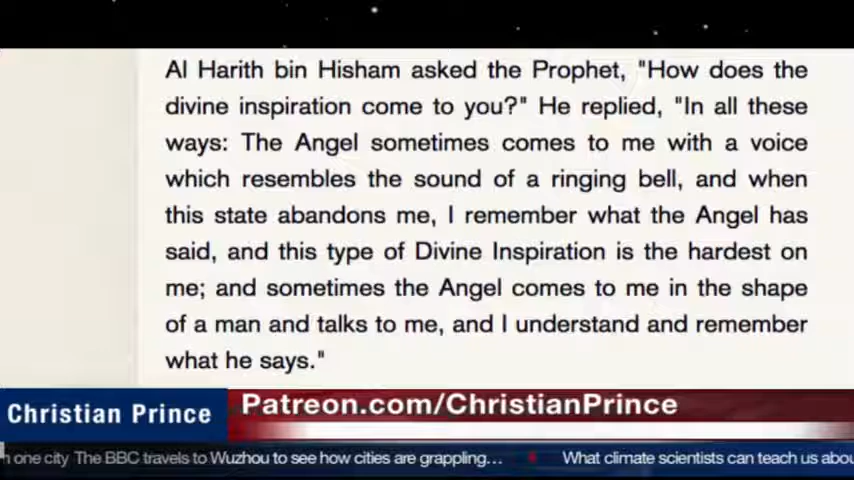 Al Harith bin Hisham asked the Prophet, "How does the
divine inspiration come to you?" He replied, "In all these
ways: The Angel sometimes comes to me with a voice
which resembles the sound of a ringing bell, and when
this state abandons me, I remember what the Angel has
said, and this type of Divine Inspiration is the hardest on
me; and sometimes the Angel comes to me in the shape
of a man and talks to me, and I understand and remember
what he says."
Christian Prince
Patreon.com/ChristianPrince
n one city The BBC travels to Wuzhou to see how cities are grappling... What climate scientists can teach us abou